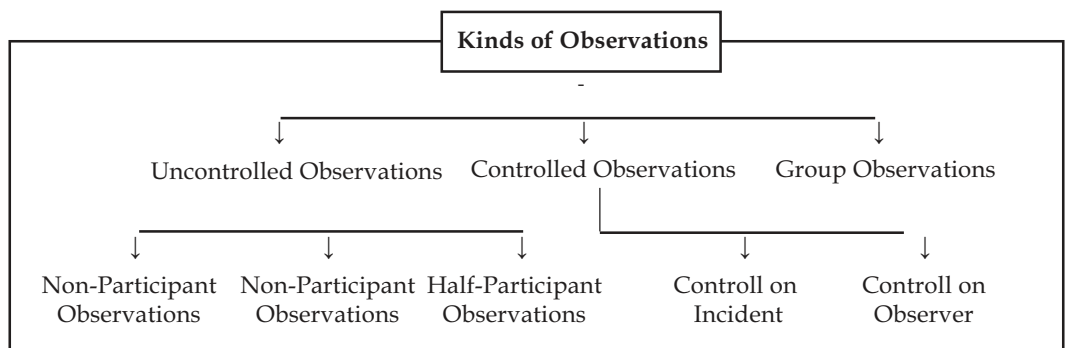 Kinds of Observations
-
Uncontrolled Observations Controlled Observations Group Observations
Non-Participant Non-Participant Half-Participant Controll on Controll on
Observations Observations Observations Incident Observer